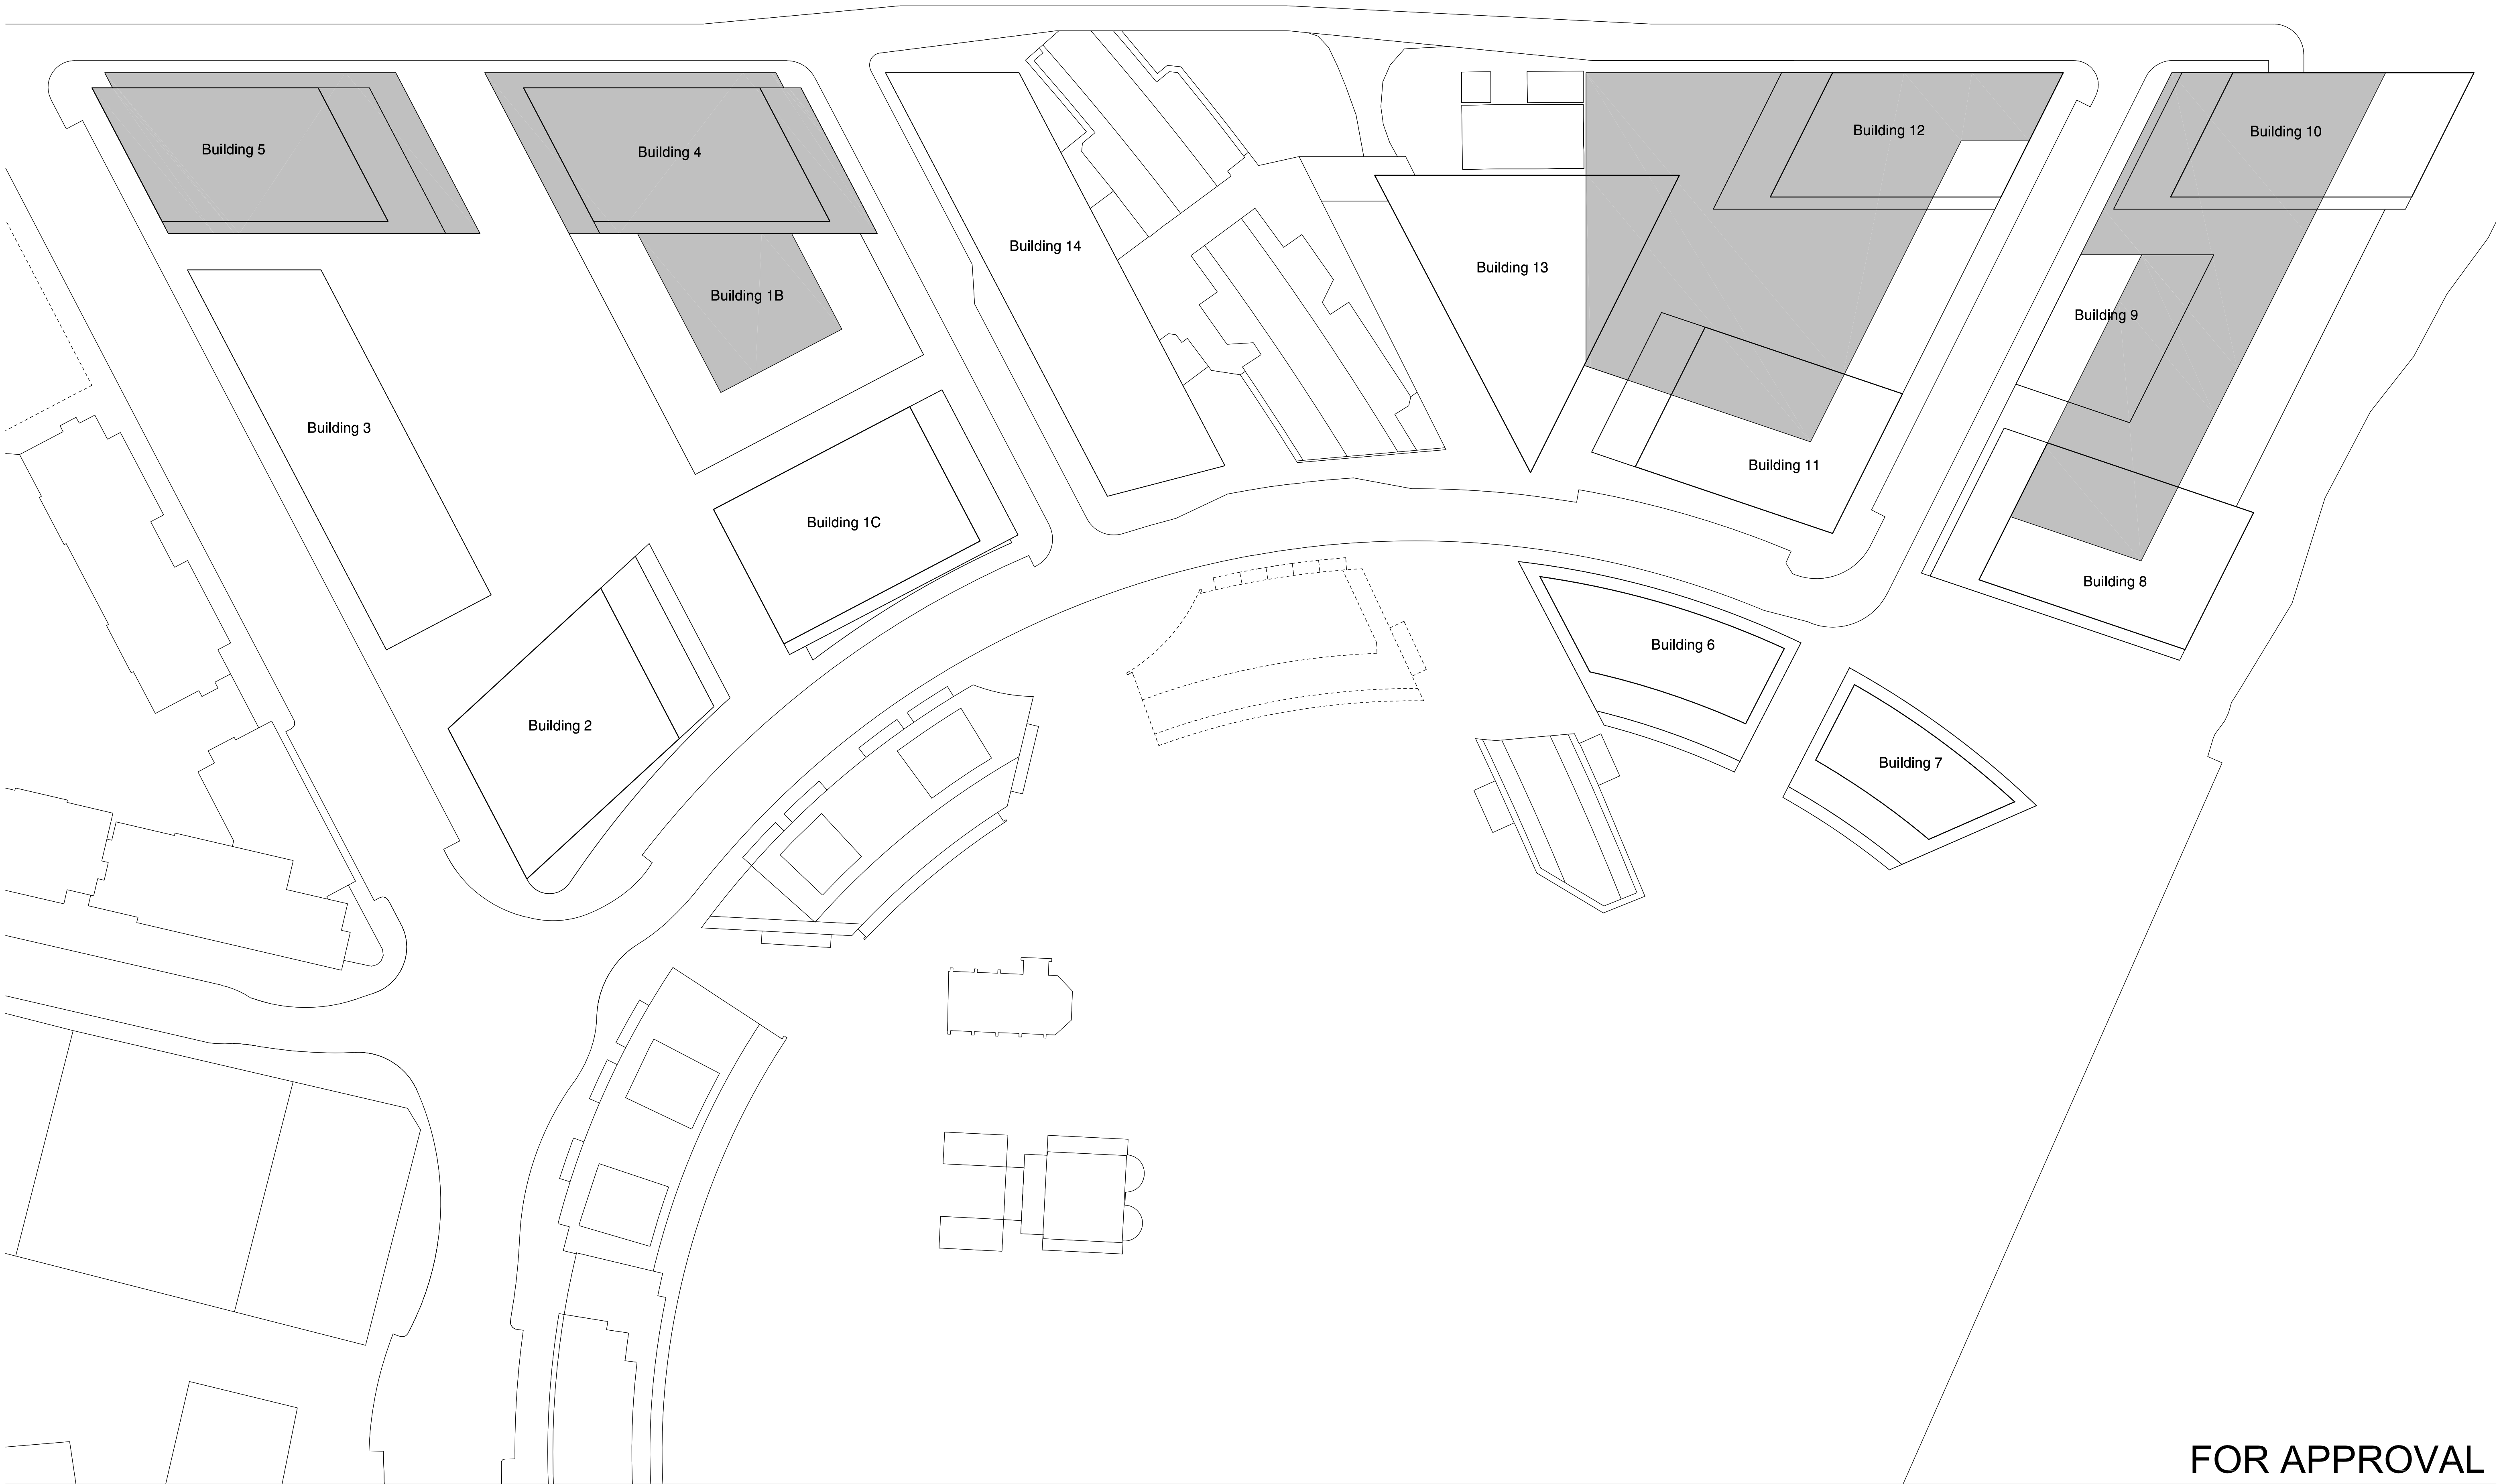 Building 5
Building 4
Building 12
Building 10
Building 14
Building 13
Building 1B
Building 9
Building 3
Building 11
Building 1C
Building 8
Building 6
Building 2
Building 7
FOR APPROVAL